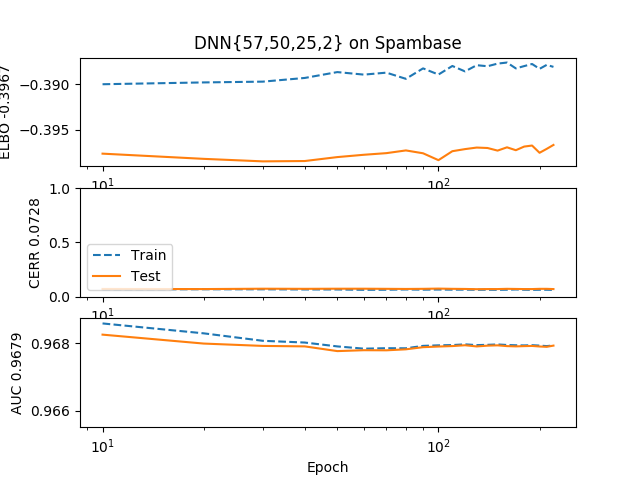 DNN{57,50,25,2} on Spambase
ELBO -0.3967
−0.390
−0.395
10¹
10²
CERR 0.0728
1.0
0.5
0.0
Train
Test
10¹
10²
AUC 0.9679
0.968
0.966
10¹
10²
Epoch